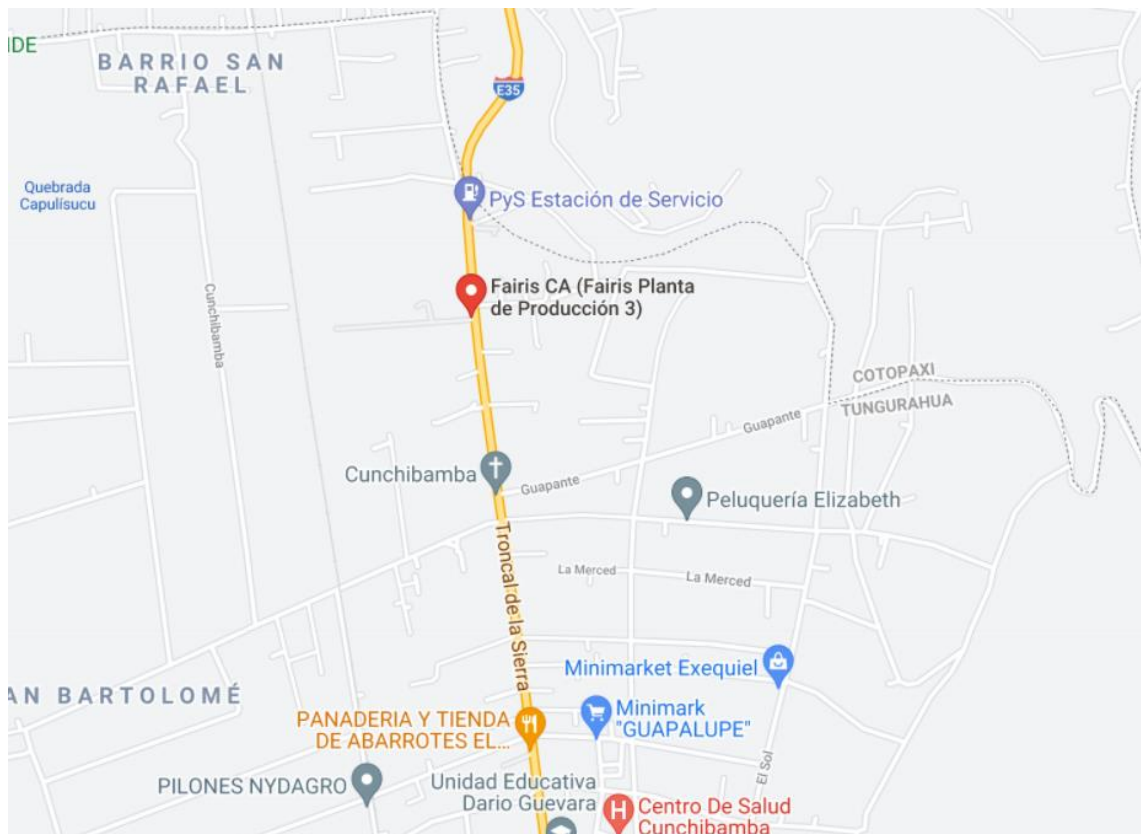 IDE
BARRIO SAN
RAFAEL
E35
Quebrada
Capulísucu
PyS Estación de Servicio
Cunchibamba
Fairis CA (Fairis Planta
de Producción 3)
COTOPAXI
TUNGURAHUA
Guapante
Cunchibamba
Guapante
Peluquería Elizabeth
Troncal de la Sierra
La Merced
La Merced
Minimarket Exequiel
AN BARTOLOMÉ
PANADERIA Y TIENDA
DE ABARROTES EL...
Minimark
"GUAPALUPE"
El Sol
PILONES NYDAGRO
Unidad Educativa
Dario Guevara
H
Centro De Salud
Cunchibamba